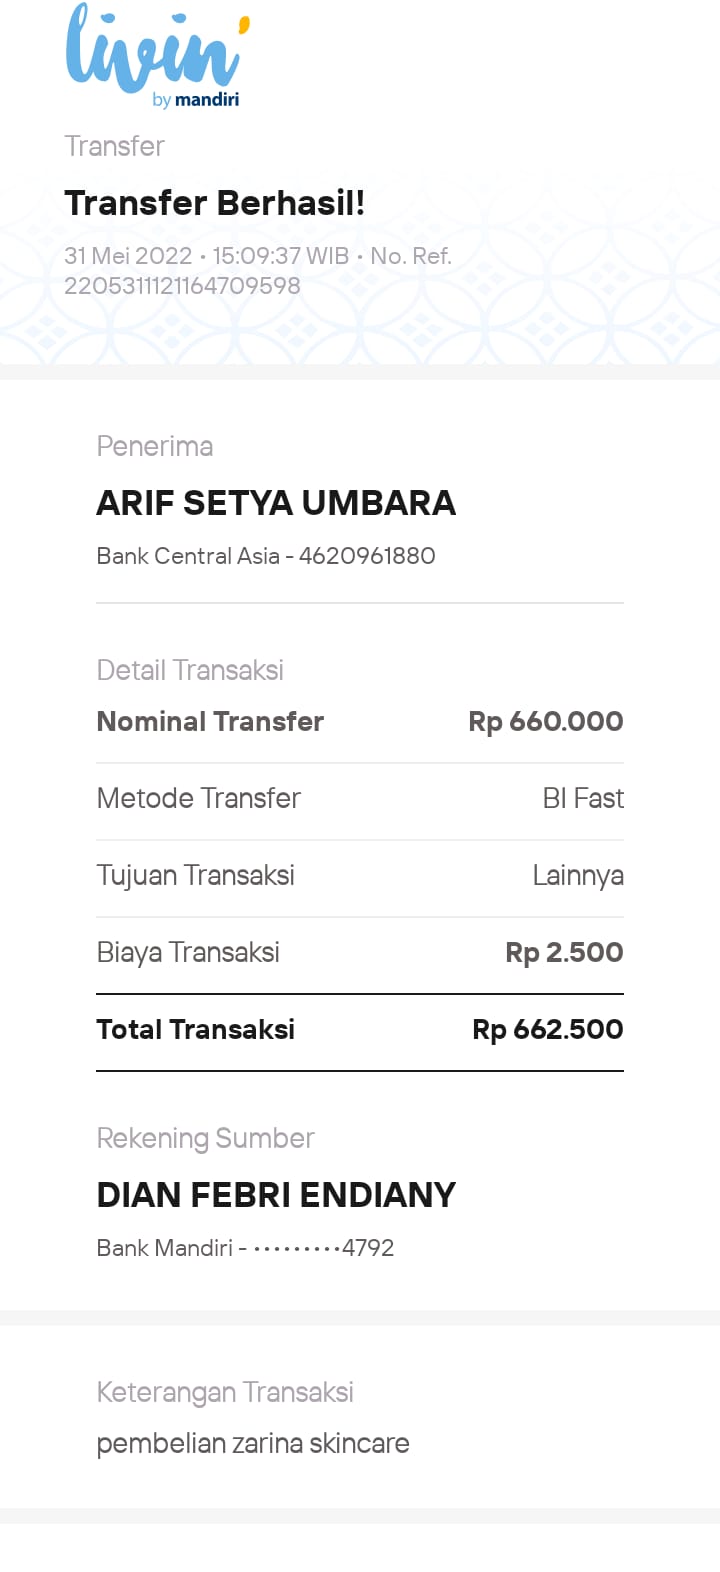 livin'
by mandiri
Transfer
Transfer Berhasil!
31 Mei 2022 • 15:09:37 WIB • No. Ref.
2205311121164709598
Penerima
ARIF SETYA UMBARA
Bank Central Asia - 4620961880
Detail Transaksi
Nominal Transfer Rp 660.000
Metode Transfer BI Fast
Tujuan Transaksi Lainnya
Biaya Transaksi Rp 2.500
Total Transaksi Rp 662.500
Rekening Sumber
DIAN FEBRI ENDIANY
Bank Mandiri - •••••••••4792
Keterangan Transaksi
pembelian zarina skincare